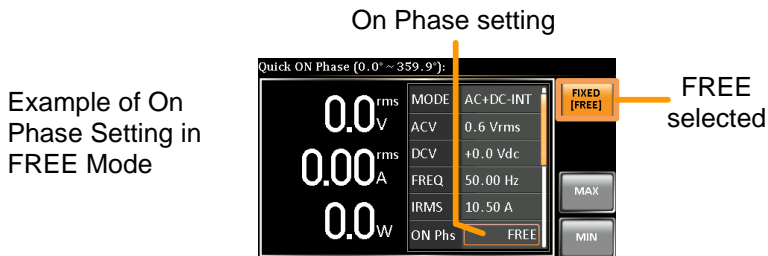 On Phase setting
Quick ON Phase (0.0° ~ 359.9°):
Example of On
Phase Setting in
FREE Mode
0.0 rms V
0.00 rms A
0.0 W
MODE AC+DC-INT
ACV 0.6 Vrms
DCV +0.0 Vdc
FREQ 50.00 Hz
IRMS 10.50 A
ON Phs FREE
FIXED
[FREE]
MAX
MIN
FREE
selected